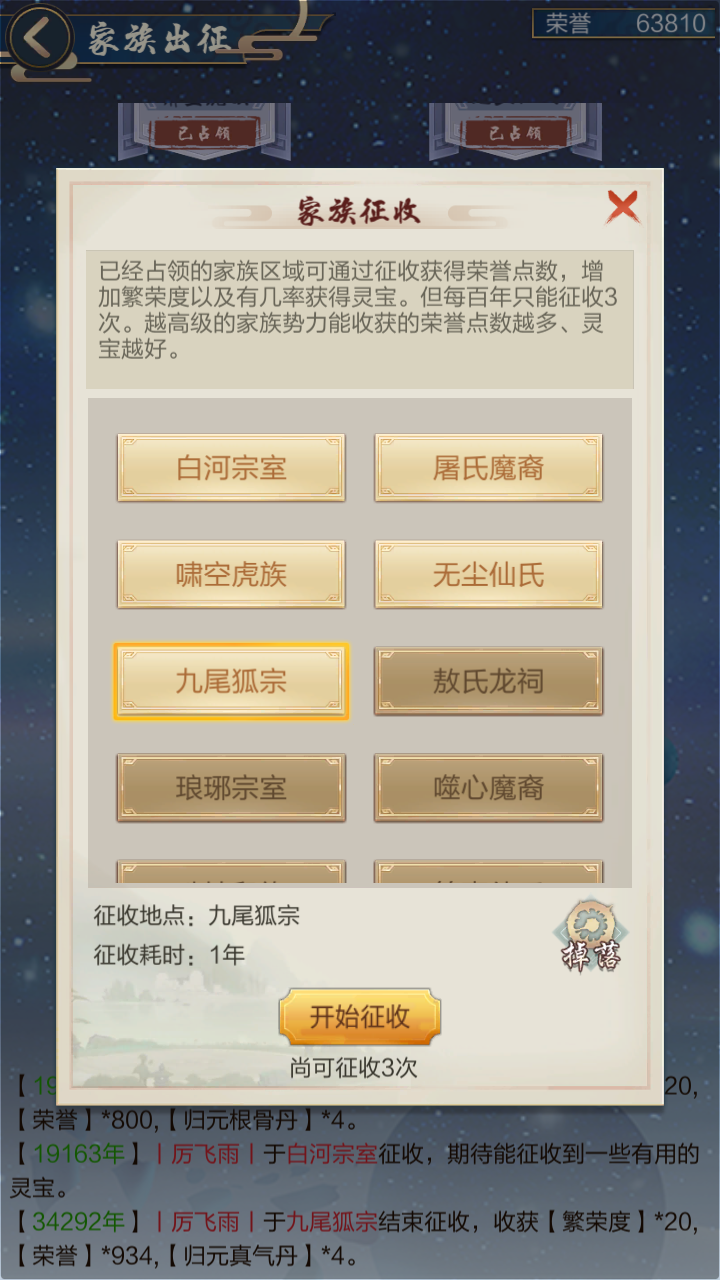 家族出征
荣誉 63810
已占领 已占领
家族征收
已经占领的家族区域可通过征收获得荣誉点数，增
加繁荣度以及有几率获得灵宝。但每百年只能征收3
次。越高级的家族势力能收获的荣誉点数越多、灵
宝越好。
白河宗室 屠氏魔裔
啸空虎族 无尘仙氏
九尾狐宗 敖氏龙祠
琅琊宗室 噬心魔裔
征收地点：九尾狐宗
征收耗时：1年
掉落
开始征收
尚可征收3次
【19 20,
【荣誉】*800,【归元根骨丹】*4。
【19163年】丨厉飞雨丨于白河宗室征收，期待能征收到一些有用的
灵宝。
【34292年】丨厉飞雨丨于九尾狐宗结束征收，收获【繁荣度】*20,
【荣誉】*934,【归元真气丹】*4。